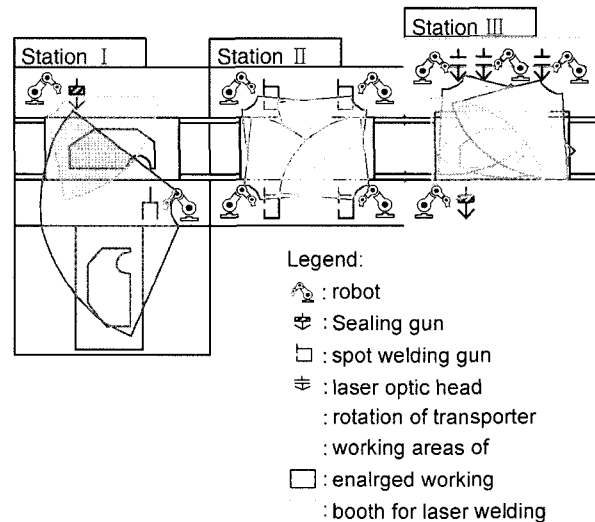 Station I
Station II
Station III
Legend:
: robot
: Sealing gun
: spot welding gun
: laser optic head
: rotation of transporter
: working areas of
: enalrged working
: booth for laser welding